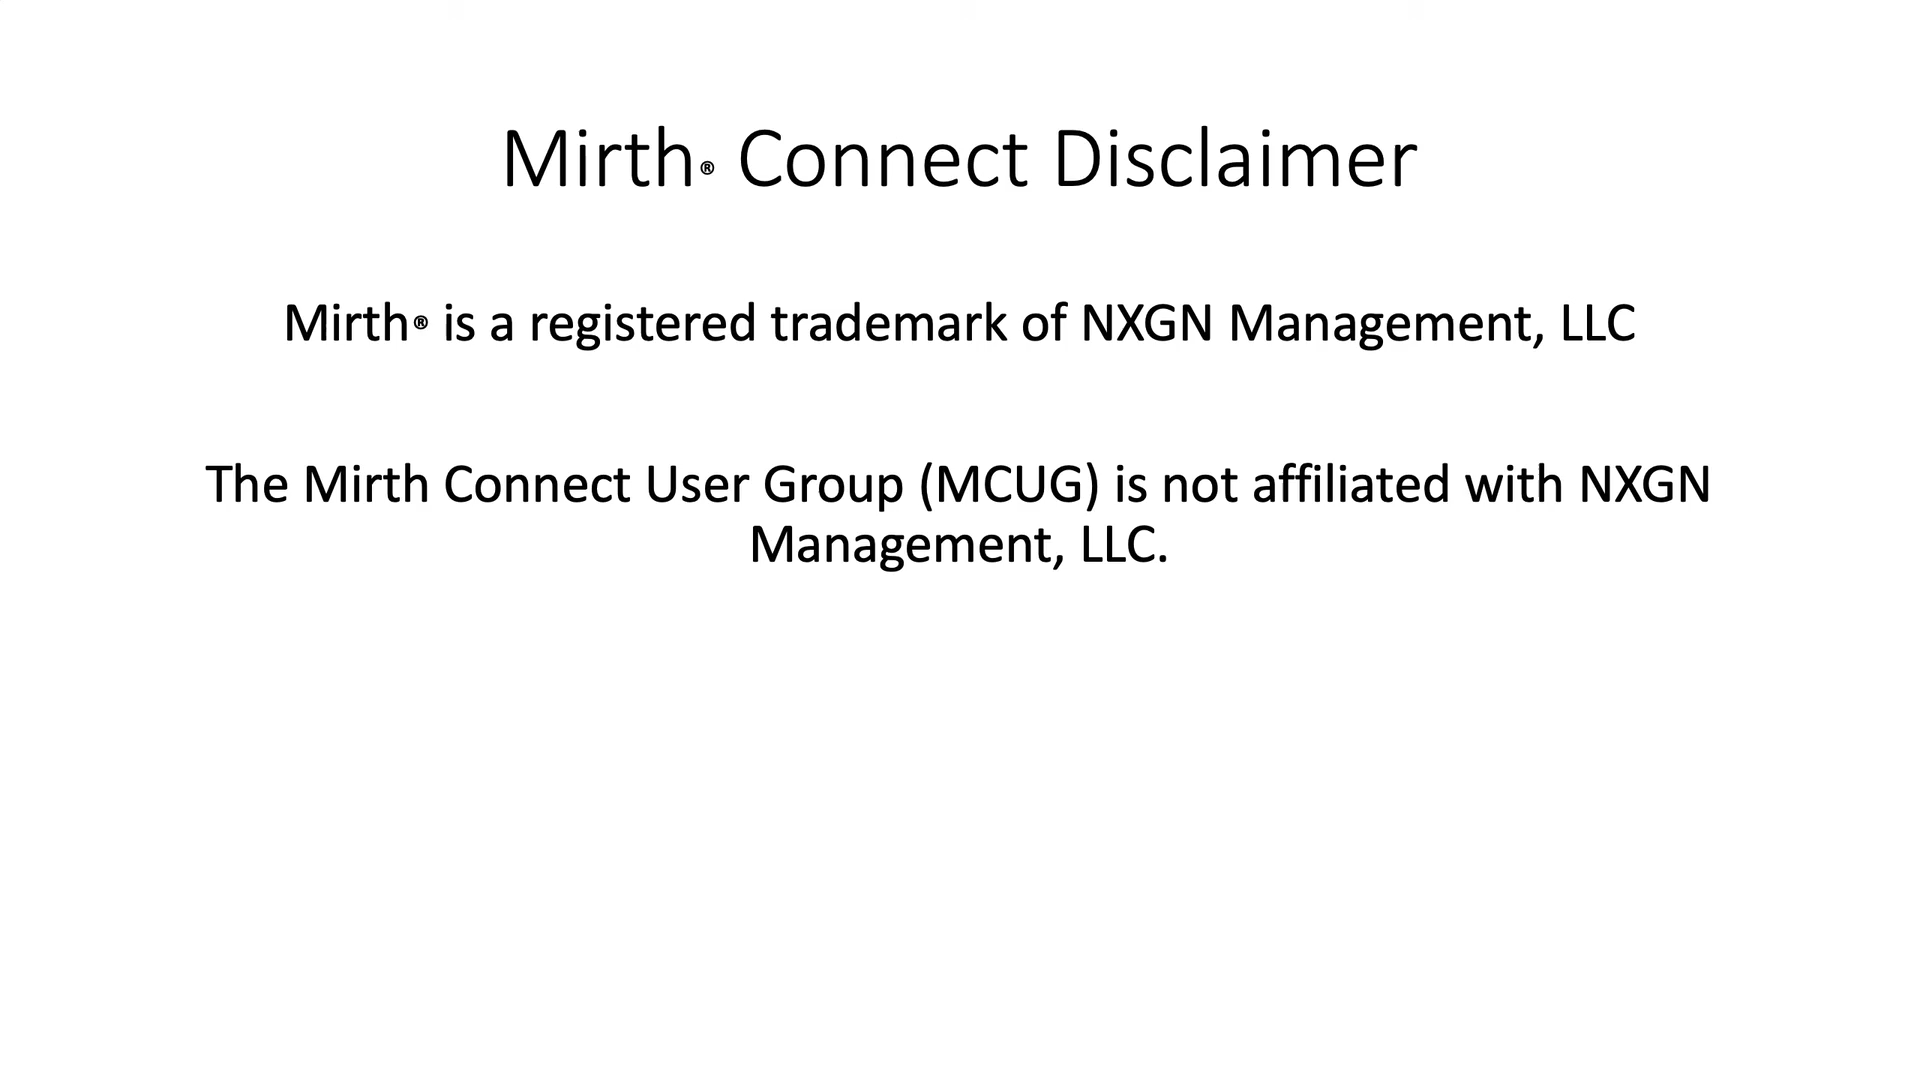 Mirth® Connect Disclaimer
Mirth® is a registered trademark of NXGN Management, LLC
The Mirth Connect User Group (MCUG) is not affiliated with NXGN
Management, LLC.